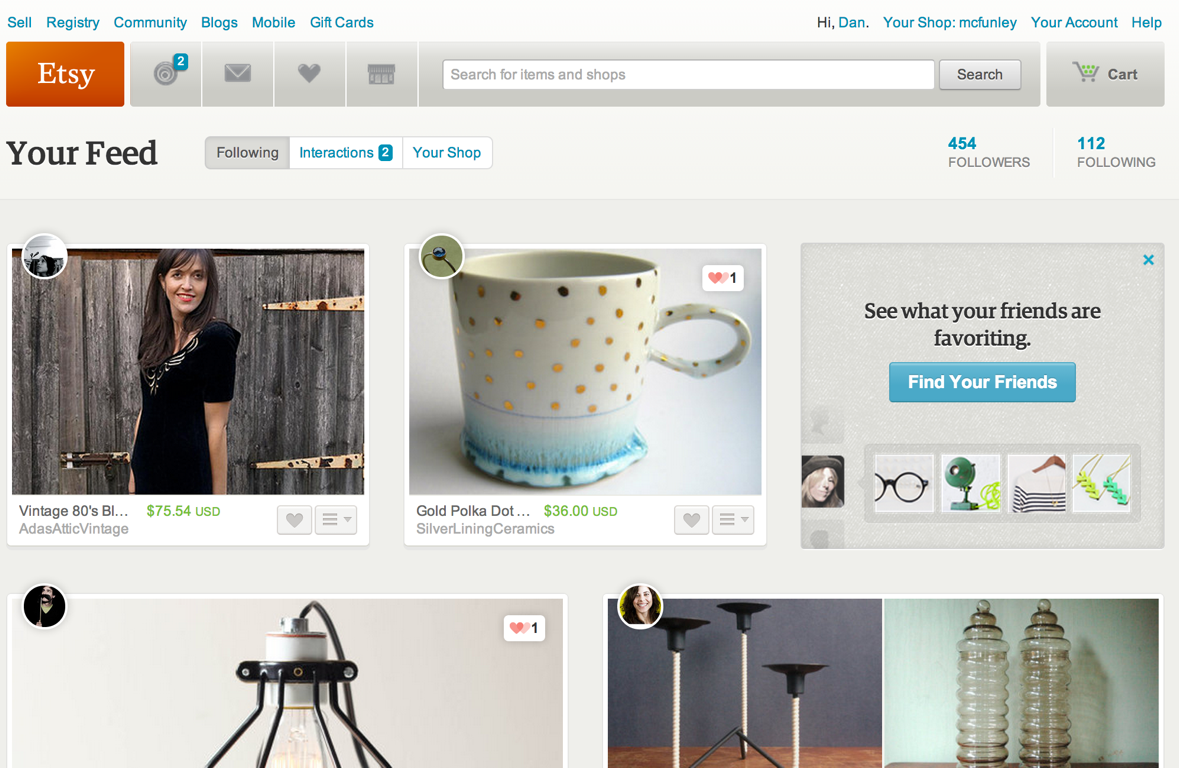 Sell Registry Community Blogs Mobile Gift Cards Hi, Dan. Your Shop: mcfunley Your Account Help
Etsy 2 Search for items and shops Search Cart
Your Feed Following Interactions 2 Your Shop
454 FOLLOWERS
112 FOLLOWING
1
See what your friends are
favoriting.
Find Your Friends
Vintage 80's Bl... $75.54 USD
AdasAtticVintage
Gold Polka Dot ... $36.00 USD
SilverLiningCeramics
1